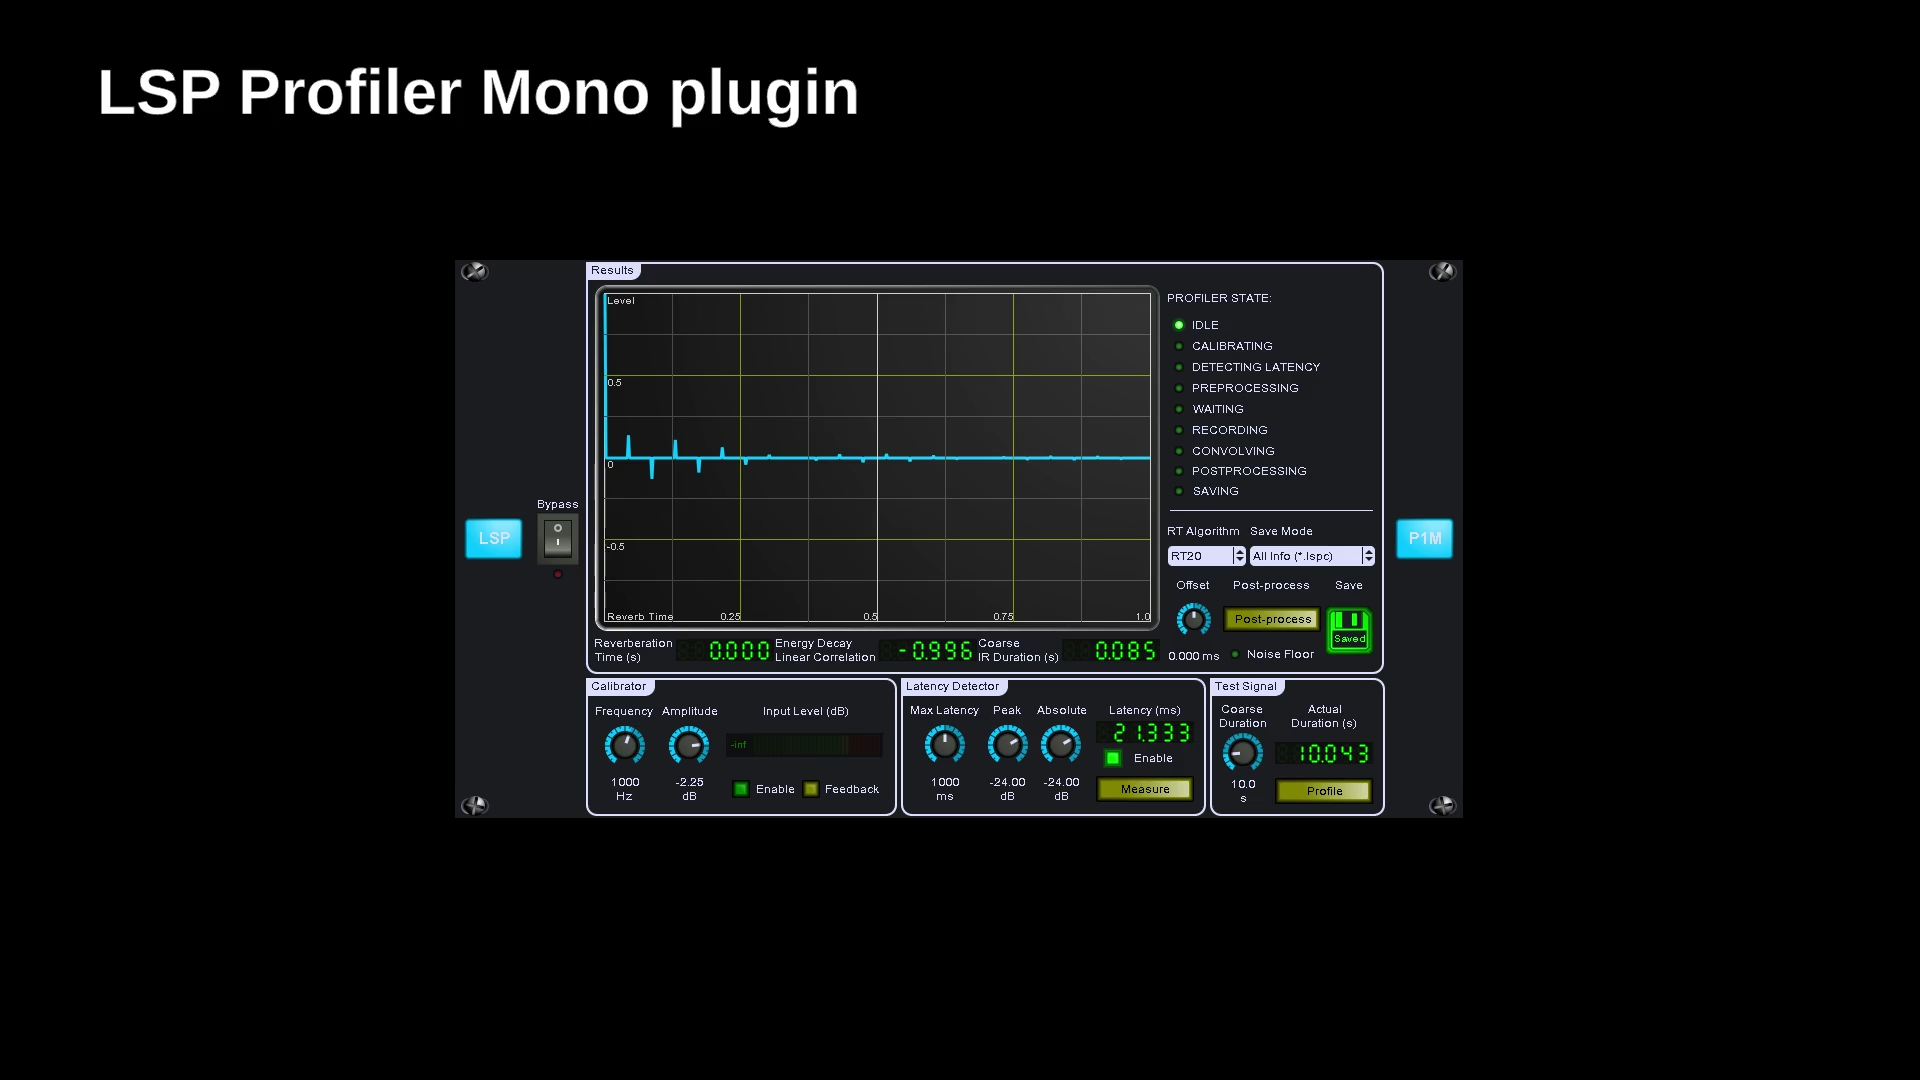 LSP Profiler Mono plugin
Results
Level
0.5
0
-0.5
Reverb Time 0.25 0.5 0.75 1.0
PROFILER STATE:
IDLE
CALIBRATING
DETECTING LATENCY
PREPROCESSING
WAITING
RECORDING
CONVOLVING
POSTPROCESSING
SAVING
Bypass
LSP
P1M
RT Algorithm Save Mode
RT20 All Info (*.lspc)
Offset Post-process Save
Post-process
Saved
0.000 ms Noise Floor
Reverberation
Time (s)
0.000
Energy Decay
Linear Correlation
-0.996
Coarse
IR Duration (s)
0.085
Calibrator
Frequency Amplitude Input Level (dB)
-inf
1000
Hz
-2.25
dB
Enable Feedback
Latency Detector
Max Latency Peak Absolute Latency (ms)
21.333
Enable
1000
ms
-24.00
dB
-24.00
dB
Measure
Test Signal
Coarse
Duration
Actual
Duration (s)
10.043
10.0
s
Profile